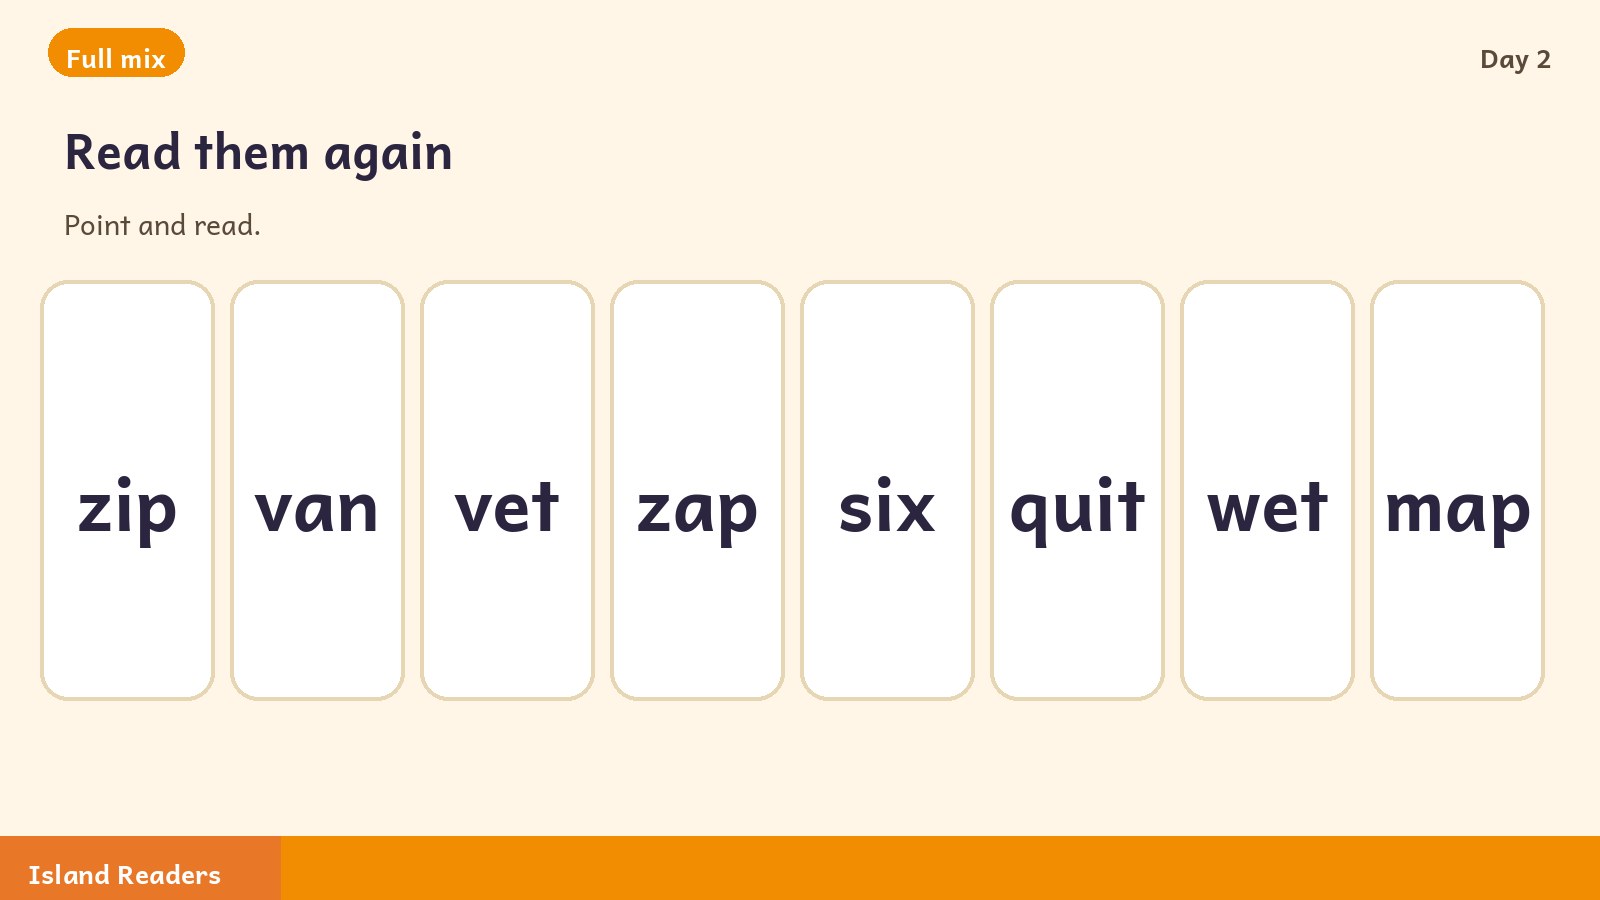 Full mix
Day 2
Read them again
Point and read.
zip van vet zap six quit wet map
Island Readers